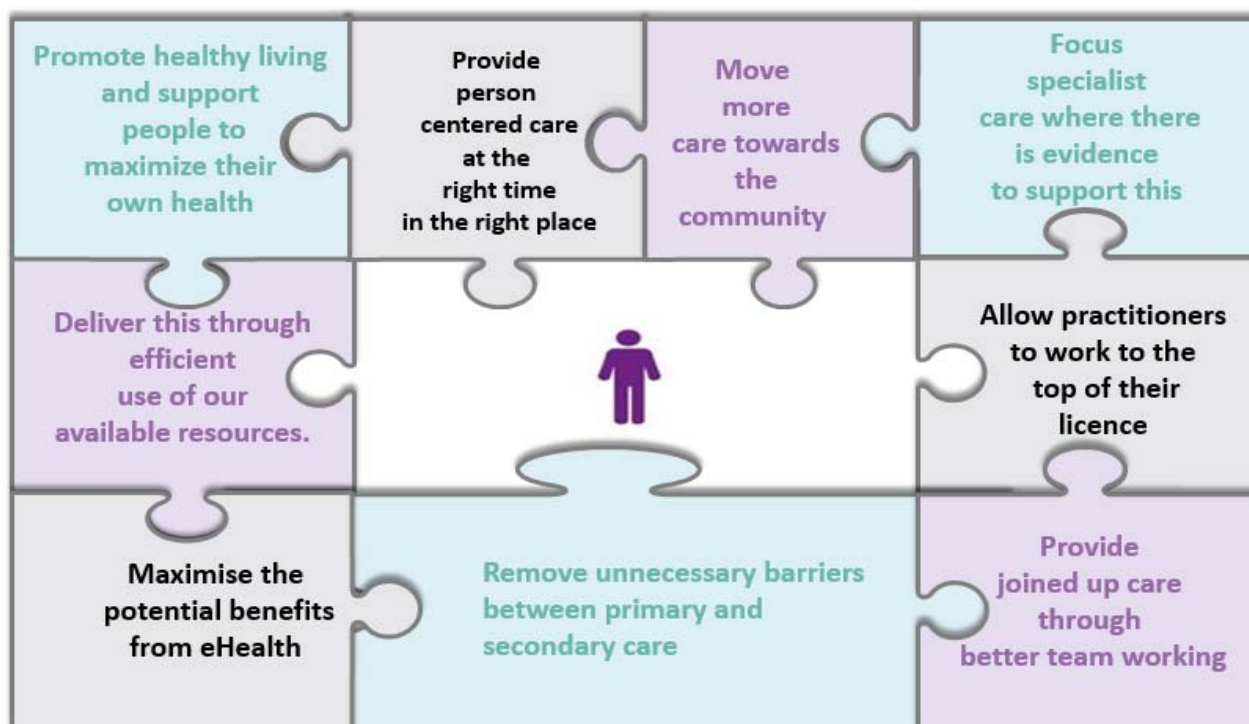 Promote healthy living
and support
people to
maximize their
own health
Provide
person
centered care
at the
right time
in the right place
Move
more
care towards
the
community
Focus
specialist
care where there
is evidence
to support this
Deliver this through
efficient
use of our
available resources.
Allow practitioners
to work to the
top of their
licence
Maximise the
potential benefits
from eHealth
Remove unnecessary barriers
between primary and
secondary care
Provide
joined up care
through
better team working